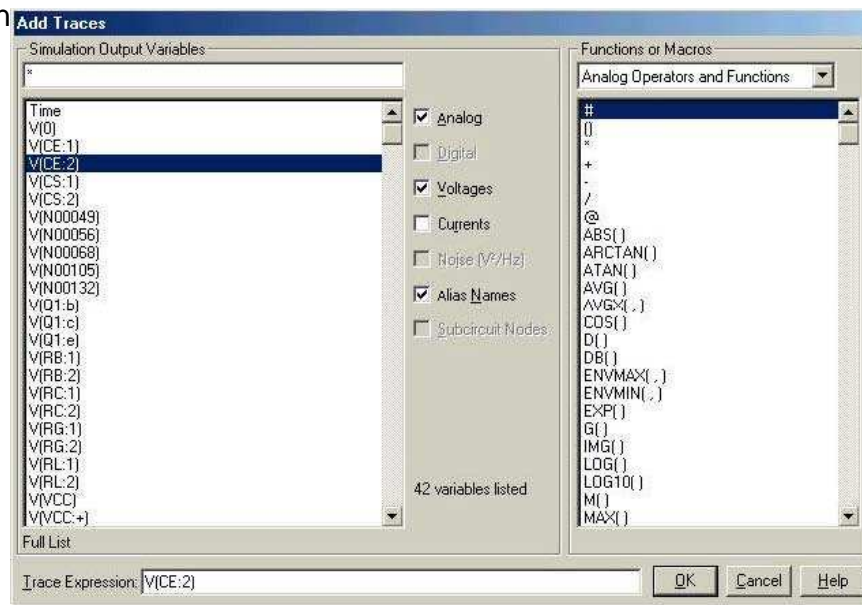 n
Add Traces
Simulation Output Variables
*
Time
V(0)
V(CE:1)
V(CE:2)
V(CS:1)
V(CS:2)
V(N00049)
V(N00056)
V(N00068)
V(N00105)
V(N00132)
V(Q1:b)
V(Q1:c)
V(Q1:e)
V(RB:1)
V(RB:2)
V(RC:1)
V(RC:2)
V(RG:1)
V(RG:2)
V(RL:1)
V(RL:2)
V(VCC)
V(VCC:+)
Full List
Analog
Digital
Voltages
Currents
Noise (V²/Hz)
Alias Names
Subcircuit Nodes
42 variables listed
Functions or Macros
Analog Operators and Functions
#
()
*
+
-
/
@
ABS( )
ARCTAN( )
ATAN( )
AVG( )
AVGX( , )
COS( )
D( )
DB( )
ENVMAX( , )
ENVMIN( , )
EXP( )
G( )
IMG( )
LOG( )
LOG10( )
M( )
MAX( )
Trace Expression: V(CE:2)
OK
Cancel
Help